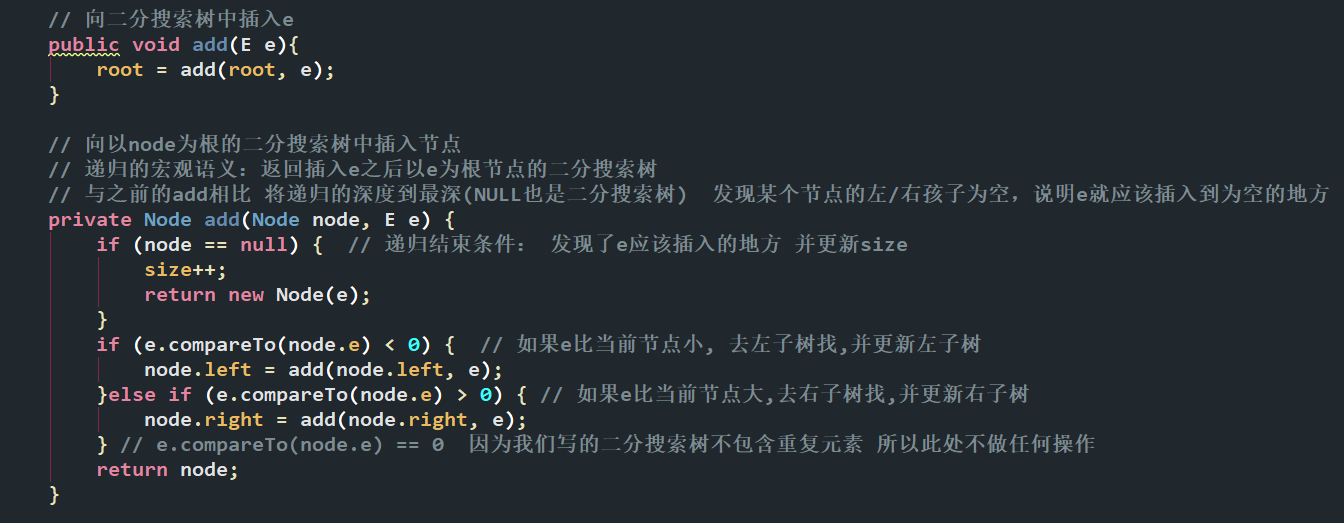 // 向二分搜索树中插入e
public void add(E e){
root = add(root, e);
}
// 向以node为根的二分搜索树中插入节点
// 递归的宏观语义：返回插入e之后以e为根节点的二分搜索树
// 与之前的add相比 将递归的深度到最深(NULL也是二分搜索树) 发现某个节点的左/右孩子为空，说明e就应该插入到为空的地方
private Node add(Node node, E e) {
if (node == null) { // 递归结束条件： 发现了e应该插入的地方 并更新size
size++;
return new Node(e);
}
if (e.compareTo(node.e) < 0) { // 如果e比当前节点小, 去左子树找,并更新左子树
node.left = add(node.left, e);
}else if (e.compareTo(node.e) > 0) { // 如果e比当前节点大,去右子树找,并更新右子树
node.right = add(node.right, e);
} // e.compareTo(node.e) == 0 因为我们写的二分搜索树不包含重复元素 所以此处不做任何操作
return node;
}